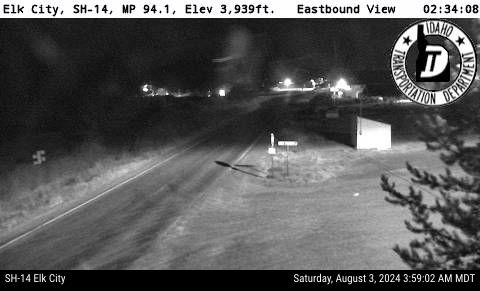 Elk City, SH-14, MP 94.1, Elev 3,939ft. Eastbound View 02:34:08
IDAHO
TRANSPORTATION DEPARTMENT
SH-14 Elk City Saturday, August 3, 2024 3:59:02 AM MDT